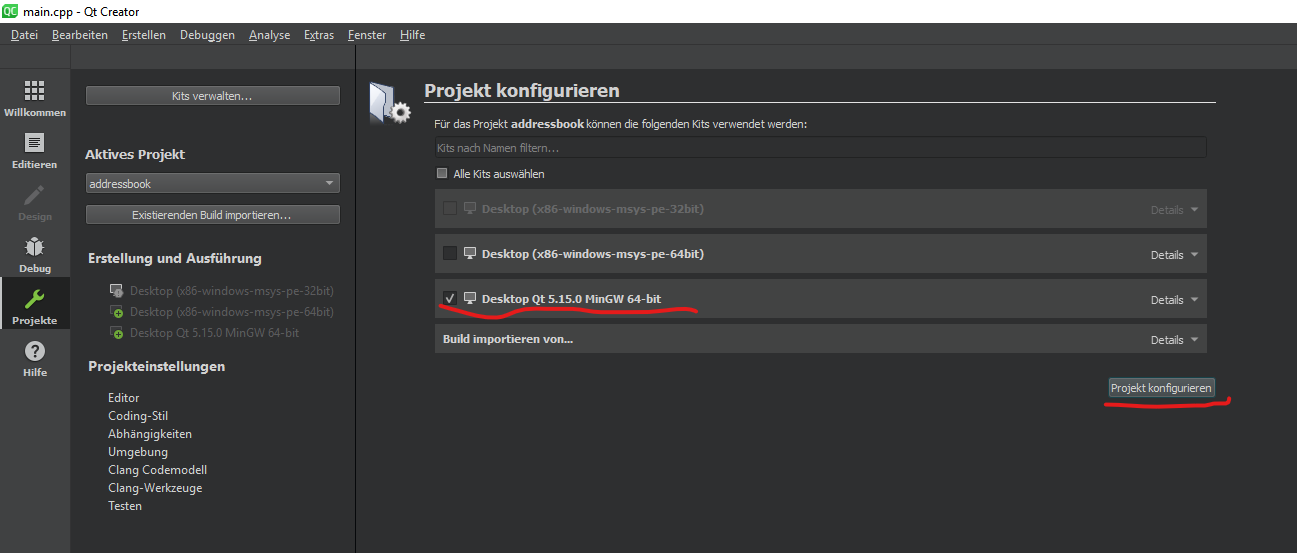 QC main.cpp - Qt Creator
Datei Bearbeiten Erstellen Debuggen Analyse Extras Fenster Hilfe
Willkommen
Editieren
Design
Debug
Projekte
Hilfe
Kits verwalten...
Aktives Projekt
addressbook
Existierenden Build importieren...
Erstellung und Ausführung
Desktop (x86-windows-msys-pe-32bit)
Desktop (x86-windows-msys-pe-64bit)
Desktop Qt 5.15.0 MinGW 64-bit
Projekteinstellungen
Editor
Coding-Stil
Abhängigkeiten
Umgebung
Clang Codemodell
Clang-Werkzeuge
Testen
Projekt konfigurieren
Für das Projekt addressbook können die folgenden Kits verwendet werden:
Kits nach Namen filtern...
Alle Kits auswählen
Desktop (x86-windows-msys-pe-32bit) Details
Desktop (x86-windows-msys-pe-64bit) Details
Desktop Qt 5.15.0 MinGW 64-bit Details
Build importieren von... Details
Projekt konfigurieren